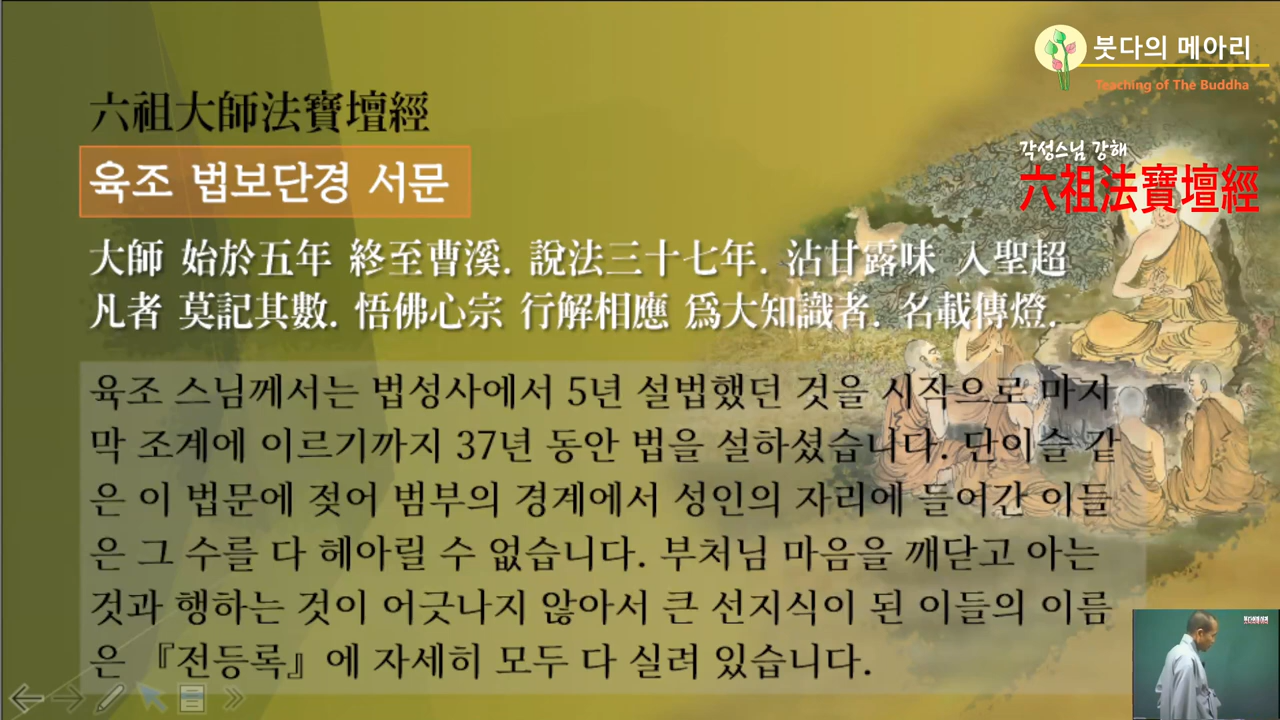 붓다의 메아리
Teaching of The Buddha
각성스님 강해
六祖法寶壇經
六祖大師法寶壇經
육조 법보단경 서문
大師 始於五年 終至曹溪. 說法三十七年. 沾甘露味 入聖超
凡者 莫記其數. 悟佛心宗 行解相應 爲大知識者. 名載傳燈.
육조 스님께서는 법성사에서 5년 설법했던 것을 시작으로 마지
막 조계에 이르기까지 37년 동안 법을 설하셨습니다. 단이슬 같
은 이 법문에 젖어 범부의 경계에서 성인의 자리에 들어간 이들
은 그 수를 다 헤아릴 수 없습니다. 부처님 마음을 깨닫고 아는
것과 행하는 것이 어긋나지 않아서 큰 선지식이 된 이들의 이름
은 『전등록』에 자세히 모두 다 실려 있습니다.